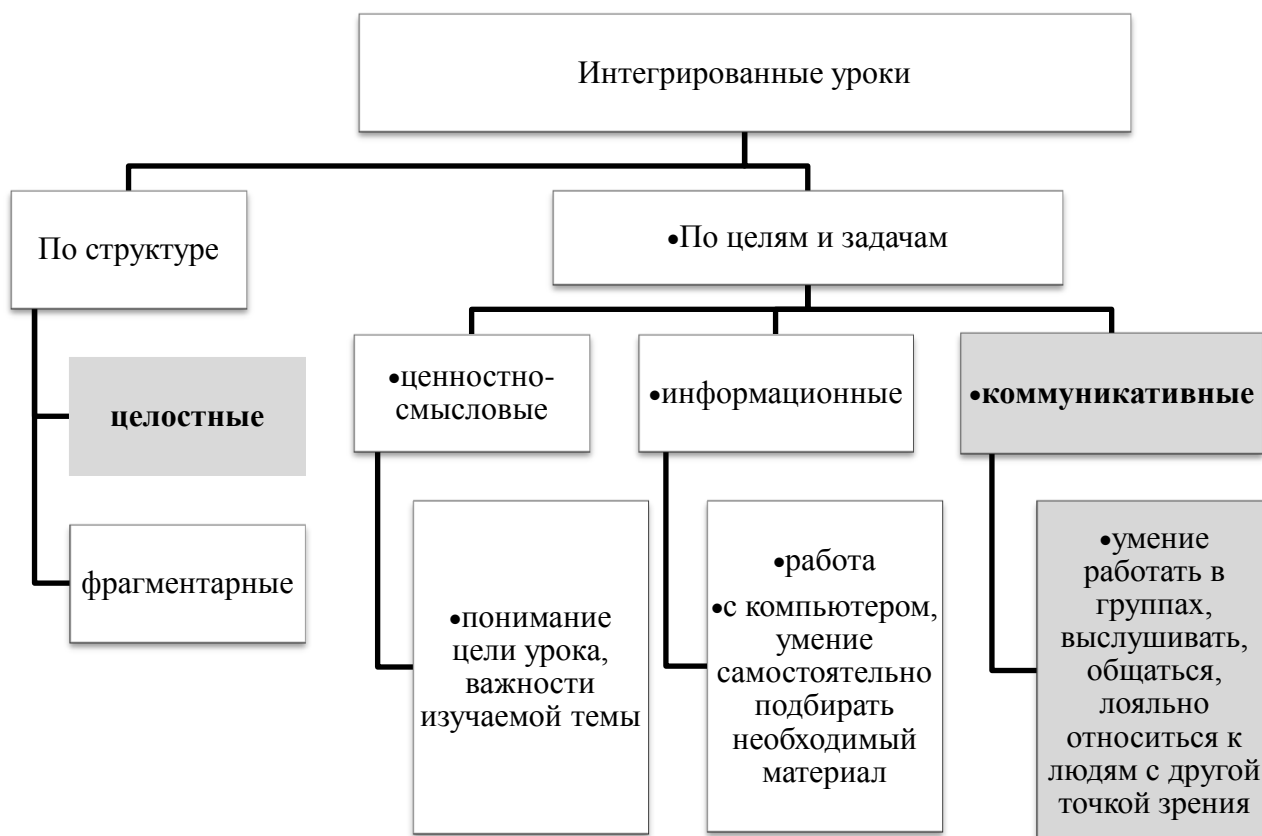 Интегрированные уроки
По структуре
•По целям и задачам
целостные
фрагментарные
•ценностно-
смысловые
•понимание
цели урока,
важности
изучаемой темы
•информационные
•работа
•с компьютером,
умение
самостоятельно
подбирать
необходимый
материал
•коммуникативные
•умение
работать в
группах,
выслушивать,
общаться,
лояльно
относиться к
людям с другой
точкой зрения